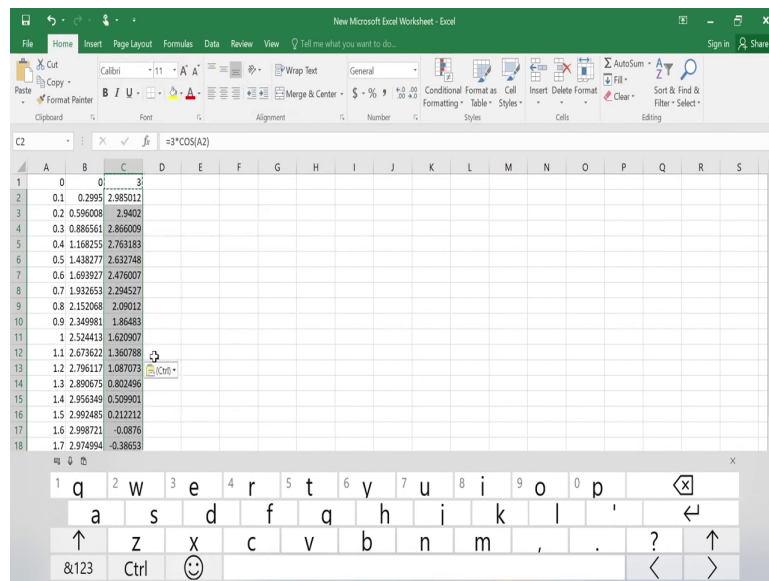 New Microsoft Excel Worksheet - Excel
File Home Insert Page Layout Formulas Data Review View Tell me what you want to do... Sign in Share
Cut
Copy
Format Painter
Paste
Clipboard
Calibri 11 A A
B I U A
Font
Wrap Text
Merge & Center
Alignment
General
$ % , .0 .00 .00 .0
Number
Conditional Formatting Format as Table Cell Styles
Styles
Insert Delete Format
Cells
AutoSum
Fill
Clear
Sort & Filter Find & Select
Editing
C2 fx =3*COS(A2)
A B C D E F G H I J K L M N O P Q R S
1 0 0 3
2 0.1 0.2995 2.985012
3 0.2 0.596008 2.9402
4 0.3 0.886561 2.866009
5 0.4 1.168255 2.763183
6 0.5 1.438277 2.632748
7 0.6 1.693927 2.476007
8 0.7 1.932653 2.294527
9 0.8 2.152068 2.09012
10 0.9 2.349981 1.86483
11 1 2.524413 1.620907
12 1.1 2.673622 1.360788
13 1.2 2.796117 1.087073 (Ctrl)
14 1.3 2.890675 0.802496
15 1.4 2.956349 0.509901
16 1.5 2.992485 0.212212
17 1.6 2.998721 -0.0876
18 1.7 2.974994 -0.38653
1 q 2 w 3 e 4 r 5 t 6 y 7 u 8 i 9 o 0 p
a s d f g h j k l '
z x c v b n m , . ?
&123 Ctrl